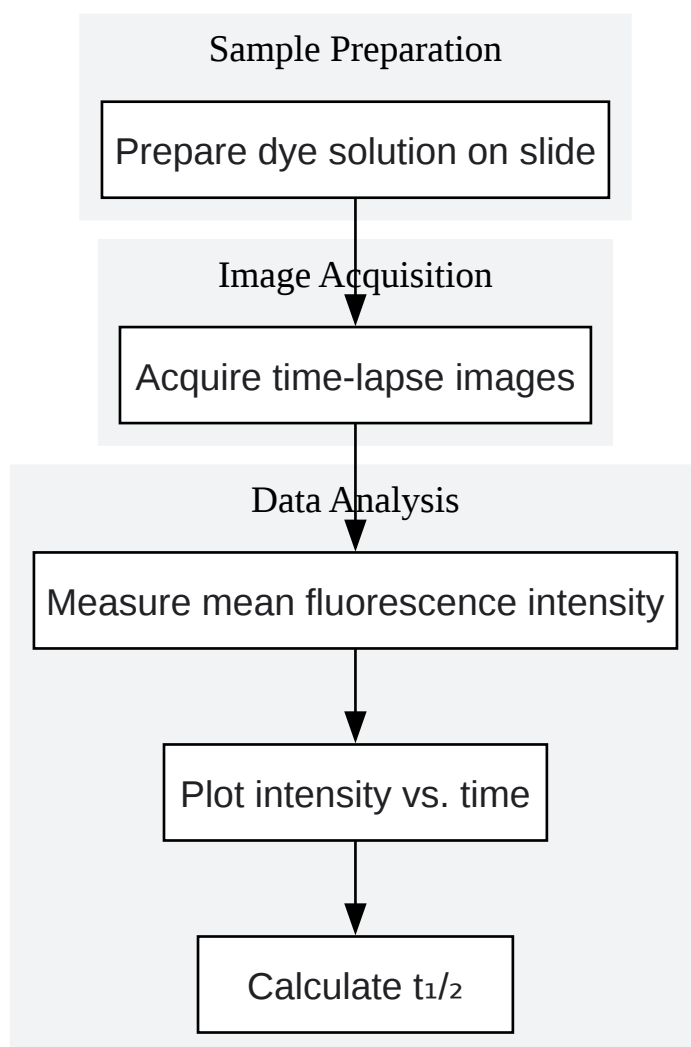 Sample Preparation
Prepare dye solution on slide
Image Acquisition
Acquire time-lapse images
Data Analysis
Measure mean fluorescence intensity
Plot intensity vs. time
Calculate t₁/₂